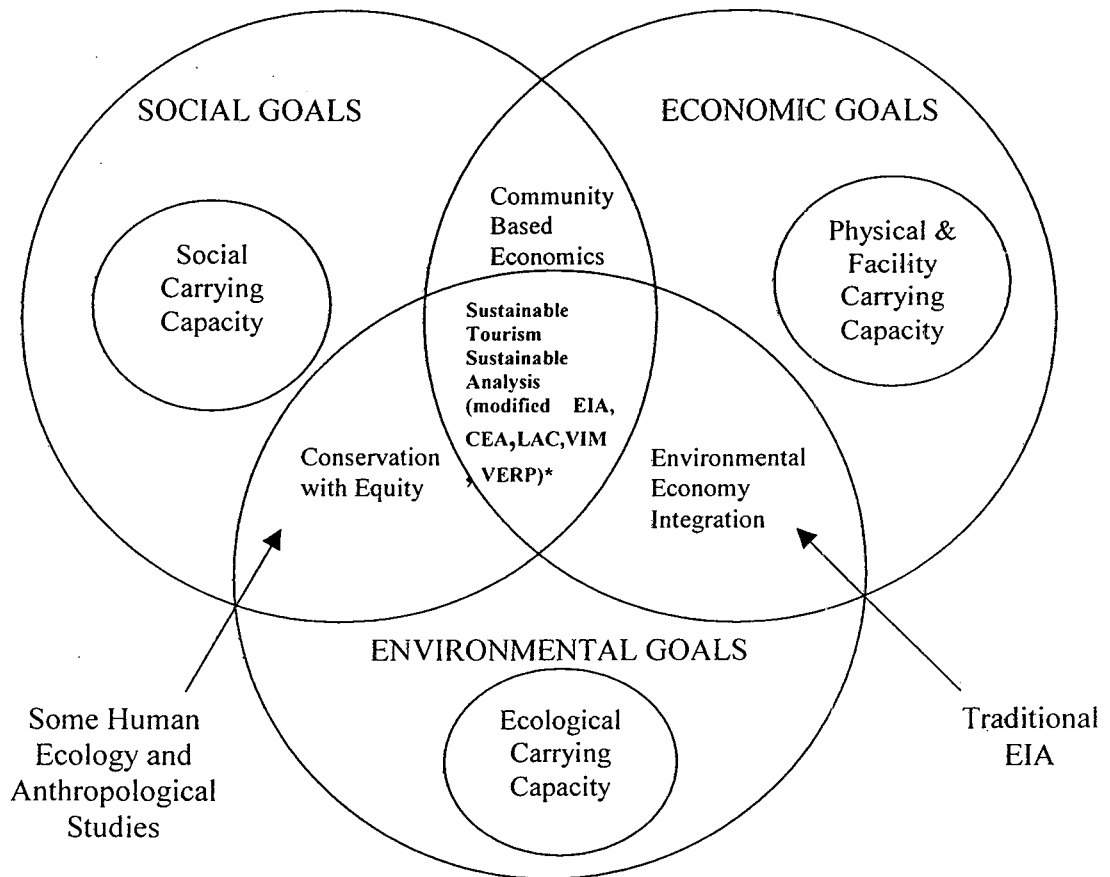 SOCIAL GOALS
ECONOMIC GOALS
Community
Based
Economics
Social
Carrying
Capacity
Physical &
Facility
Carrying
Capacity
Sustainable
Tourism
Sustainable
Analysis
(modified EIA,
CEA,LAC,VIM
, VERP)*
Conservation
with Equity
Environmental
Economy
Integration
ENVIRONMENTAL GOALS
Ecological
Carrying
Capacity
Some Human
Ecology and
Anthropological
Studies
Traditional
EIA